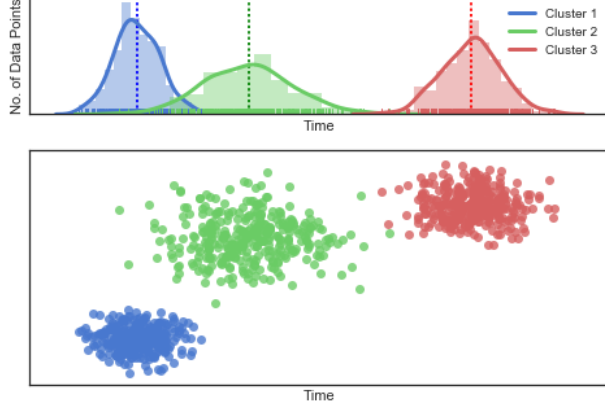 No. of Data Points
Cluster 1
Cluster 2
Cluster 3
Time
Time